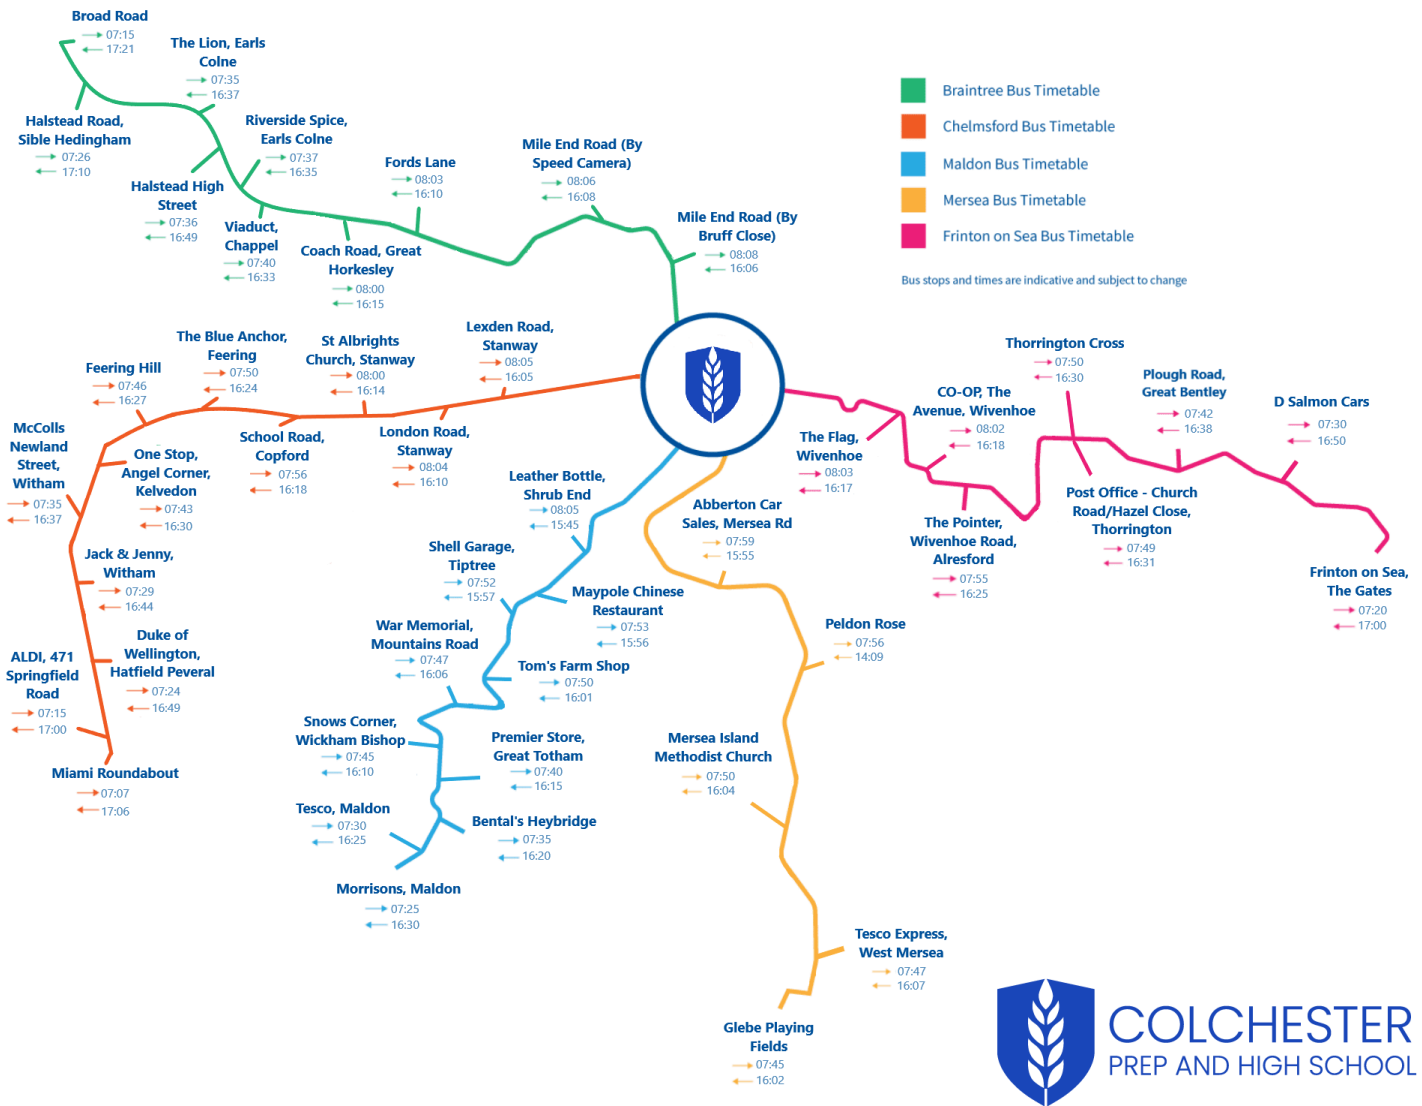 Broad Road
07:15
17:21
The Lion, Earls
Colne
07:35
16:37
Halstead Road,
Sible Hedingham
07:26
17:10
Riverside Spice,
Earls Colne
07:37
16:35
Halstead High
Street
07:36
16:49
Viaduct,
Chappel
07:40
16:33
Fords Lane
08:03
16:10
Coach Road, Great
Horkesley
08:00
16:15
Mile End Road (By
Speed Camera)
08:06
16:08
Mile End Road (By
Bruff Close)
08:08
16:06
Braintree Bus Timetable
Chelmsford Bus Timetable
Maldon Bus Timetable
Mersea Bus Timetable
Frinton on Sea Bus Timetable
Bus stops and times are indicative and subject to change
Lexden Road,
Stanway
08:05
16:05
St Albrights
Church, Stanway
08:00
16:14
The Blue Anchor,
Feering
07:50
16:24
Feering Hill
07:46
16:27
London Road,
Stanway
08:04
16:10
School Road,
Copford
07:56
16:18
McColls
Newland
Street,
Witham
07:35
16:37
One Stop,
Angel Corner,
Kelvedon
07:43
16:30
Jack & Jenny,
Witham
07:29
16:44
Duke of
Wellington,
Hatfield Peveral
07:24
16:49
ALDI, 471
Springfield
Road
07:15
17:00
Miami Roundabout
07:07
17:06
Leather Bottle,
Shrub End
08:05
15:45
Shell Garage,
Tiptree
07:52
15:57
Maypole Chinese
Restaurant
07:53
15:56
War Memorial,
Mountains Road
07:47
16:06
Tom's Farm Shop
07:50
16:01
Snows Corner,
Wickham Bishop
07:45
16:10
Premier Store,
Great Totham
07:40
16:15
Tesco, Maldon
07:30
16:25
Bental's Heybridge
07:35
16:20
Morrisons, Maldon
07:25
16:30
Abberton Car
Sales, Mersea Rd
07:59
15:55
Peldon Rose
07:56
14:09
Mersea Island
Methodist Church
07:50
16:04
Tesco Express,
West Mersea
07:47
16:07
Glebe Playing
Fields
07:45
16:02
Thorrington Cross
07:50
16:30
Plough Road,
Great Bentley
07:42
16:38
D Salmon Cars
07:30
16:50
CO-OP, The
Avenue, Wivenhoe
08:02
16:18
The Flag,
Wivenhoe
08:03
16:17
The Pointer,
Wivenhoe Road,
Alresford
07:55
16:25
Post Office - Church
Road/Hazel Close,
Thorrington
07:49
16:31
Frinton on Sea,
The Gates
07:20
17:00
COLCHESTER
PREP AND HIGH SCHOOL